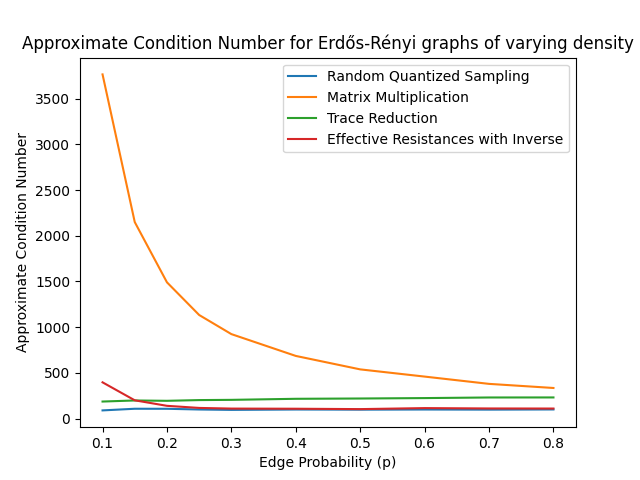 Approximate Condition Number for Erdős-Rényi graphs of varying density
Random Quantized Sampling
Matrix Multiplication
Trace Reduction
Effective Resistances with Inverse
Approximate Condition Number
3500
3000
2500
2000
1500
1000
500
0
0.1 0.2 0.3 0.4 0.5 0.6 0.7 0.8
Edge Probability (p)